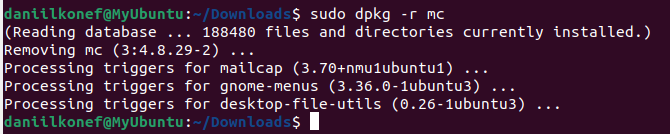 daniilkonef@MyUbuntu:~/Downloads$ sudo dpkg -r mc
(Reading database ... 188480 files and directories currently installed.)
Removing mc (3:4.8.29-2) ...
Processing triggers for mailcap (3.70+nmu1ubuntu1) ...
Processing triggers for gnome-menus (3.36.0-1ubuntu3) ...
Processing triggers for desktop-file-utils (0.26-1ubuntu3) ...
daniilkonef@MyUbuntu:~/Downloads$